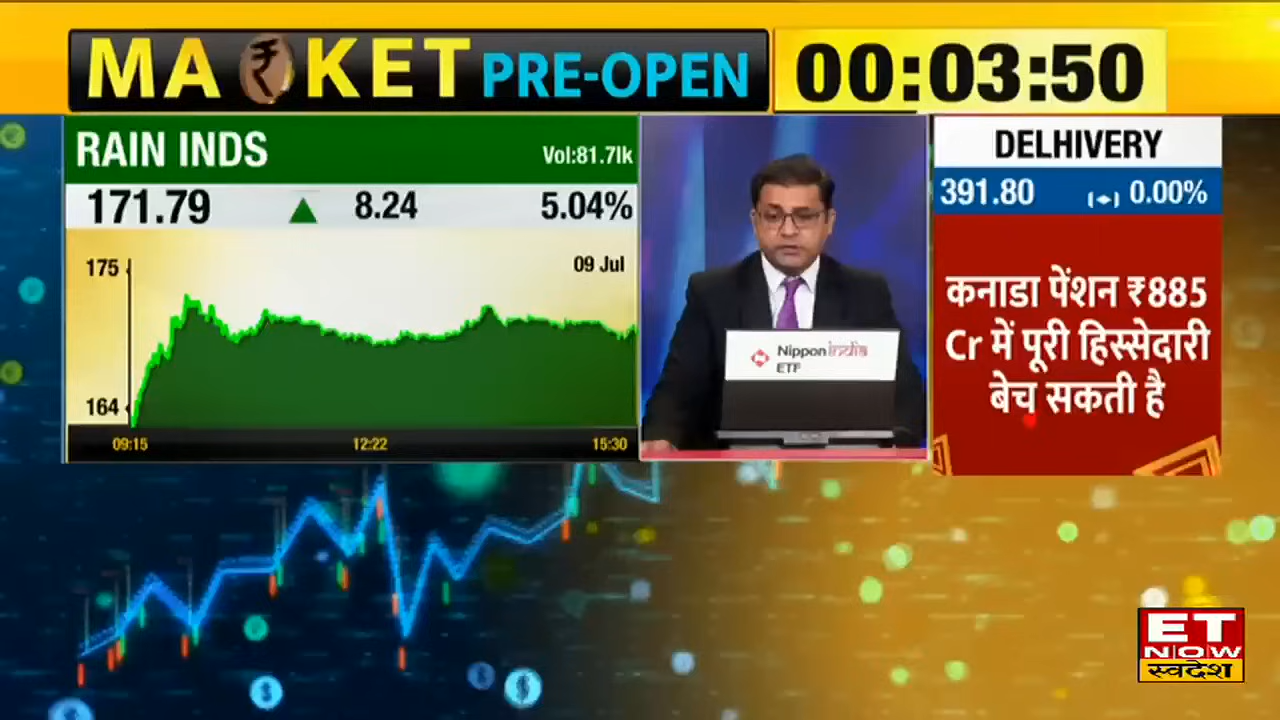 MA₹KET PRE-OPEN
00:03:50
RAIN INDS
Vol:81.7lk
171.79 ▲ 8.24 5.04%
175
09 Jul
164
09:15 12:22 15:30
Nippon india
ETF
DELHIVERY
391.80 0.00%
कनाडा पेंशन ₹885
Cr में पूरी हिस्सेदारी
बेच सकती है
ET
NOW
स्वदेश